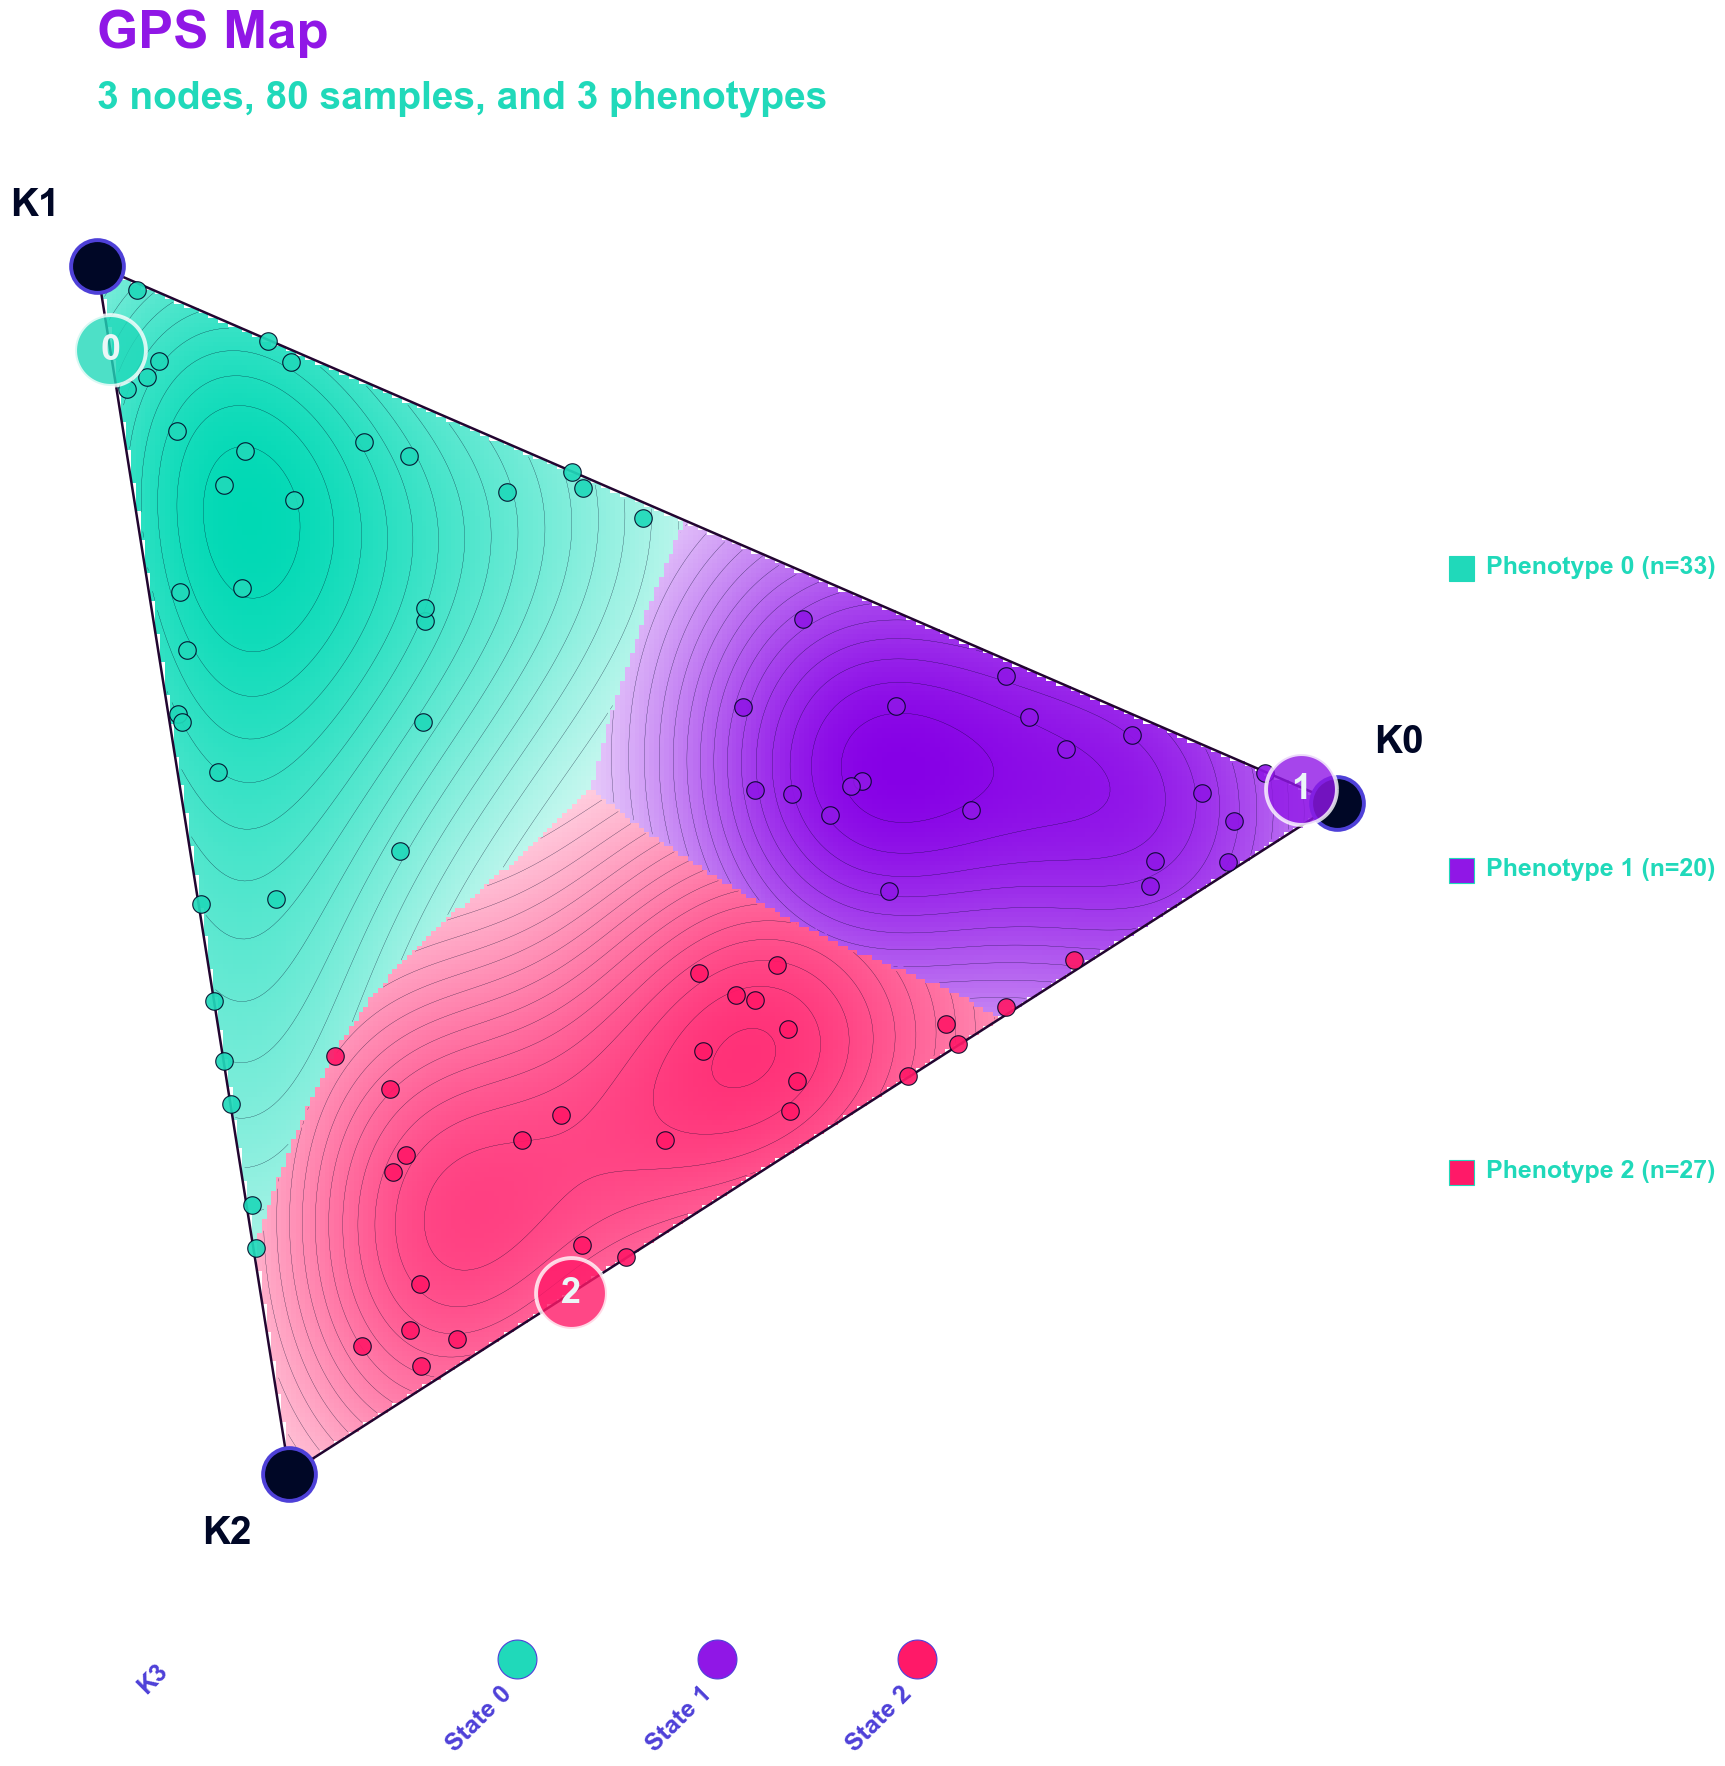 GPS Map
3 nodes, 80 samples, and 3 phenotypes
K1
0
K0
1
Phenotype 0 (n=33)
Phenotype 1 (n=20)
Phenotype 2 (n=27)
2
K2
K3
State 0
State 1
State 2